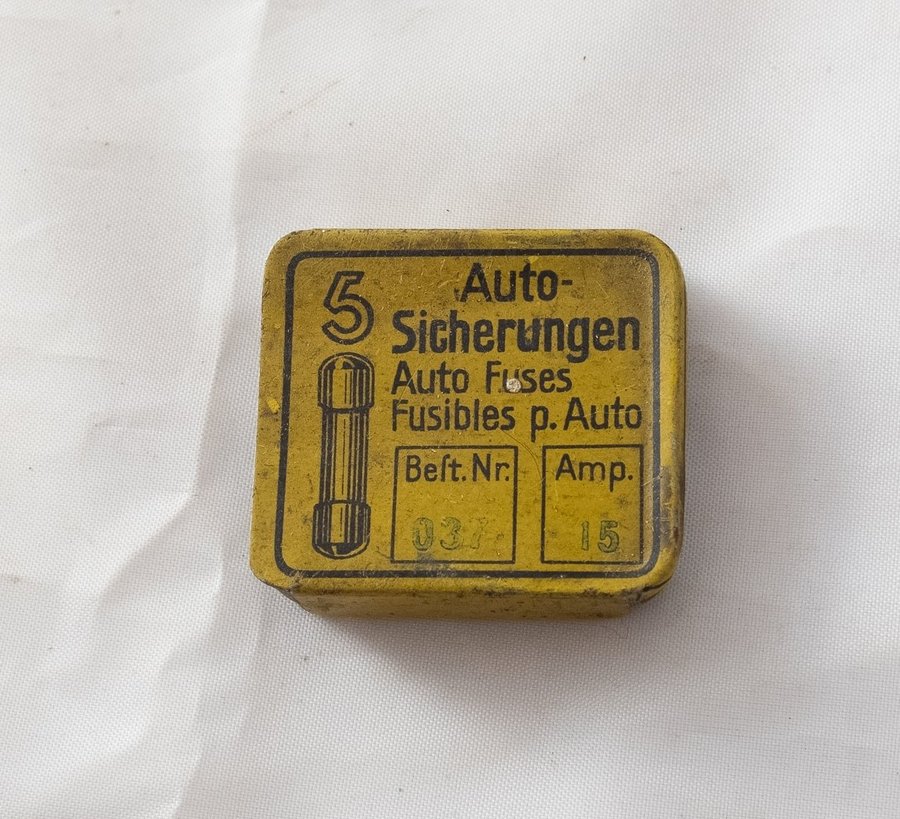 5
Auto-
Sicherungen
Auto Fuses
Fusibles p. Auto
Beſt. Nr.
Amp.
15